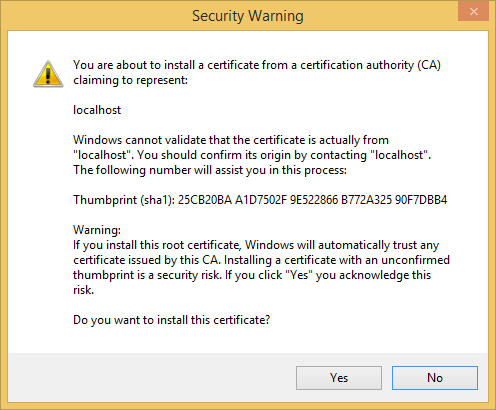 Security Warning
You are about to install a certificate from a certification authority (CA)
claiming to represent:
localhost
Windows cannot validate that the certificate is actually from
"localhost". You should confirm its origin by contacting "localhost".
The following number will assist you in this process:
Thumbprint (sha1): 25CB20BA A1D7502F 9E522866 B772A325 90F7DBB4
Warning:
If you install this root certificate, Windows will automatically trust any
certificate issued by this CA. Installing a certificate with an unconfirmed
thumbprint is a security risk. If you click "Yes" you acknowledge this
risk.
Do you want to install this certificate?
Yes
No